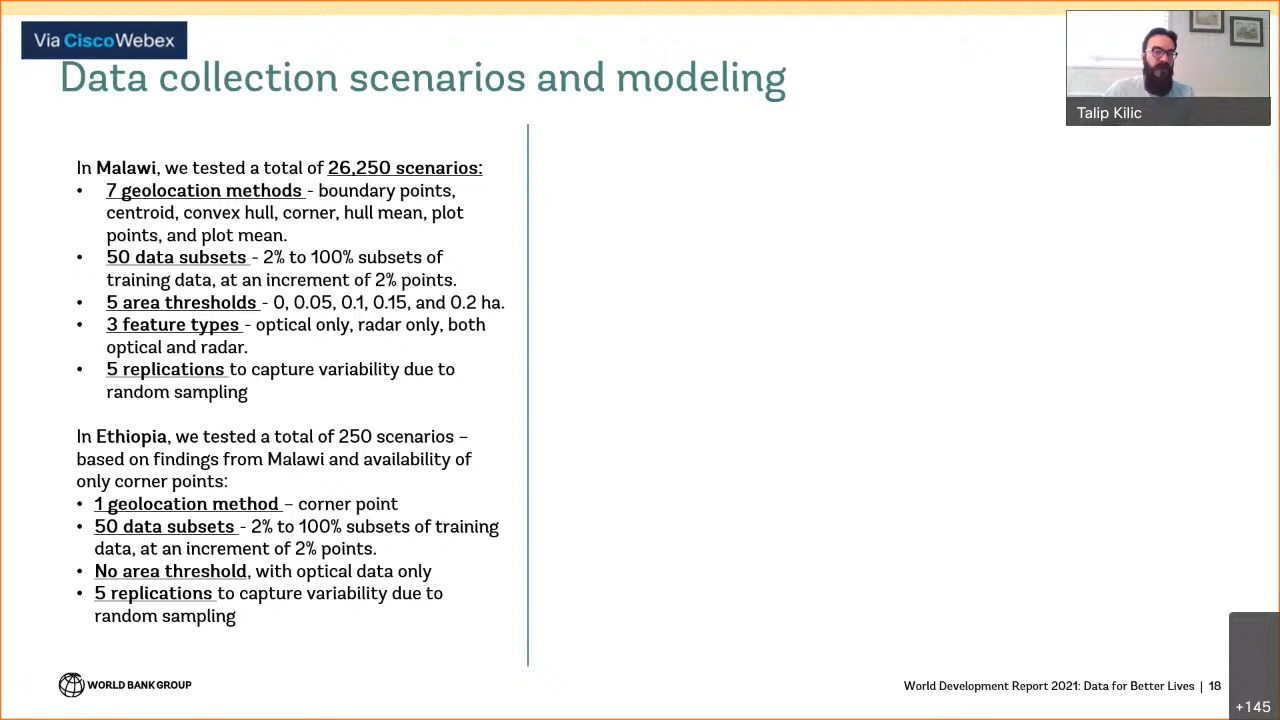 Via CiscoWebex
Data collection scenarios and modeling
Talip Kilic
In Malawi, we tested a total of 26,250 scenarios:
• 7 geolocation methods - boundary points,
centroid, convex hull, corner, hull mean, plot
points, and plot mean.
• 50 data subsets - 2% to 100% subsets of
training data, at an increment of 2% points.
• 5 area thresholds - 0, 0.05, 0.1, 0.15, and 0.2 ha.
• 3 feature types - optical only, radar only, both
optical and radar.
• 5 replications to capture variability due to
random sampling
In Ethiopia, we tested a total of 250 scenarios –
based on findings from Malawi and availability of
only corner points:
• 1 geolocation method – corner point
• 50 data subsets - 2% to 100% subsets of training
data, at an increment of 2% points.
• No area threshold, with optical data only
• 5 replications to capture variability due to
random sampling
WORLD BANK GROUP
World Development Report 2021: Data for Better Lives | 18
+145